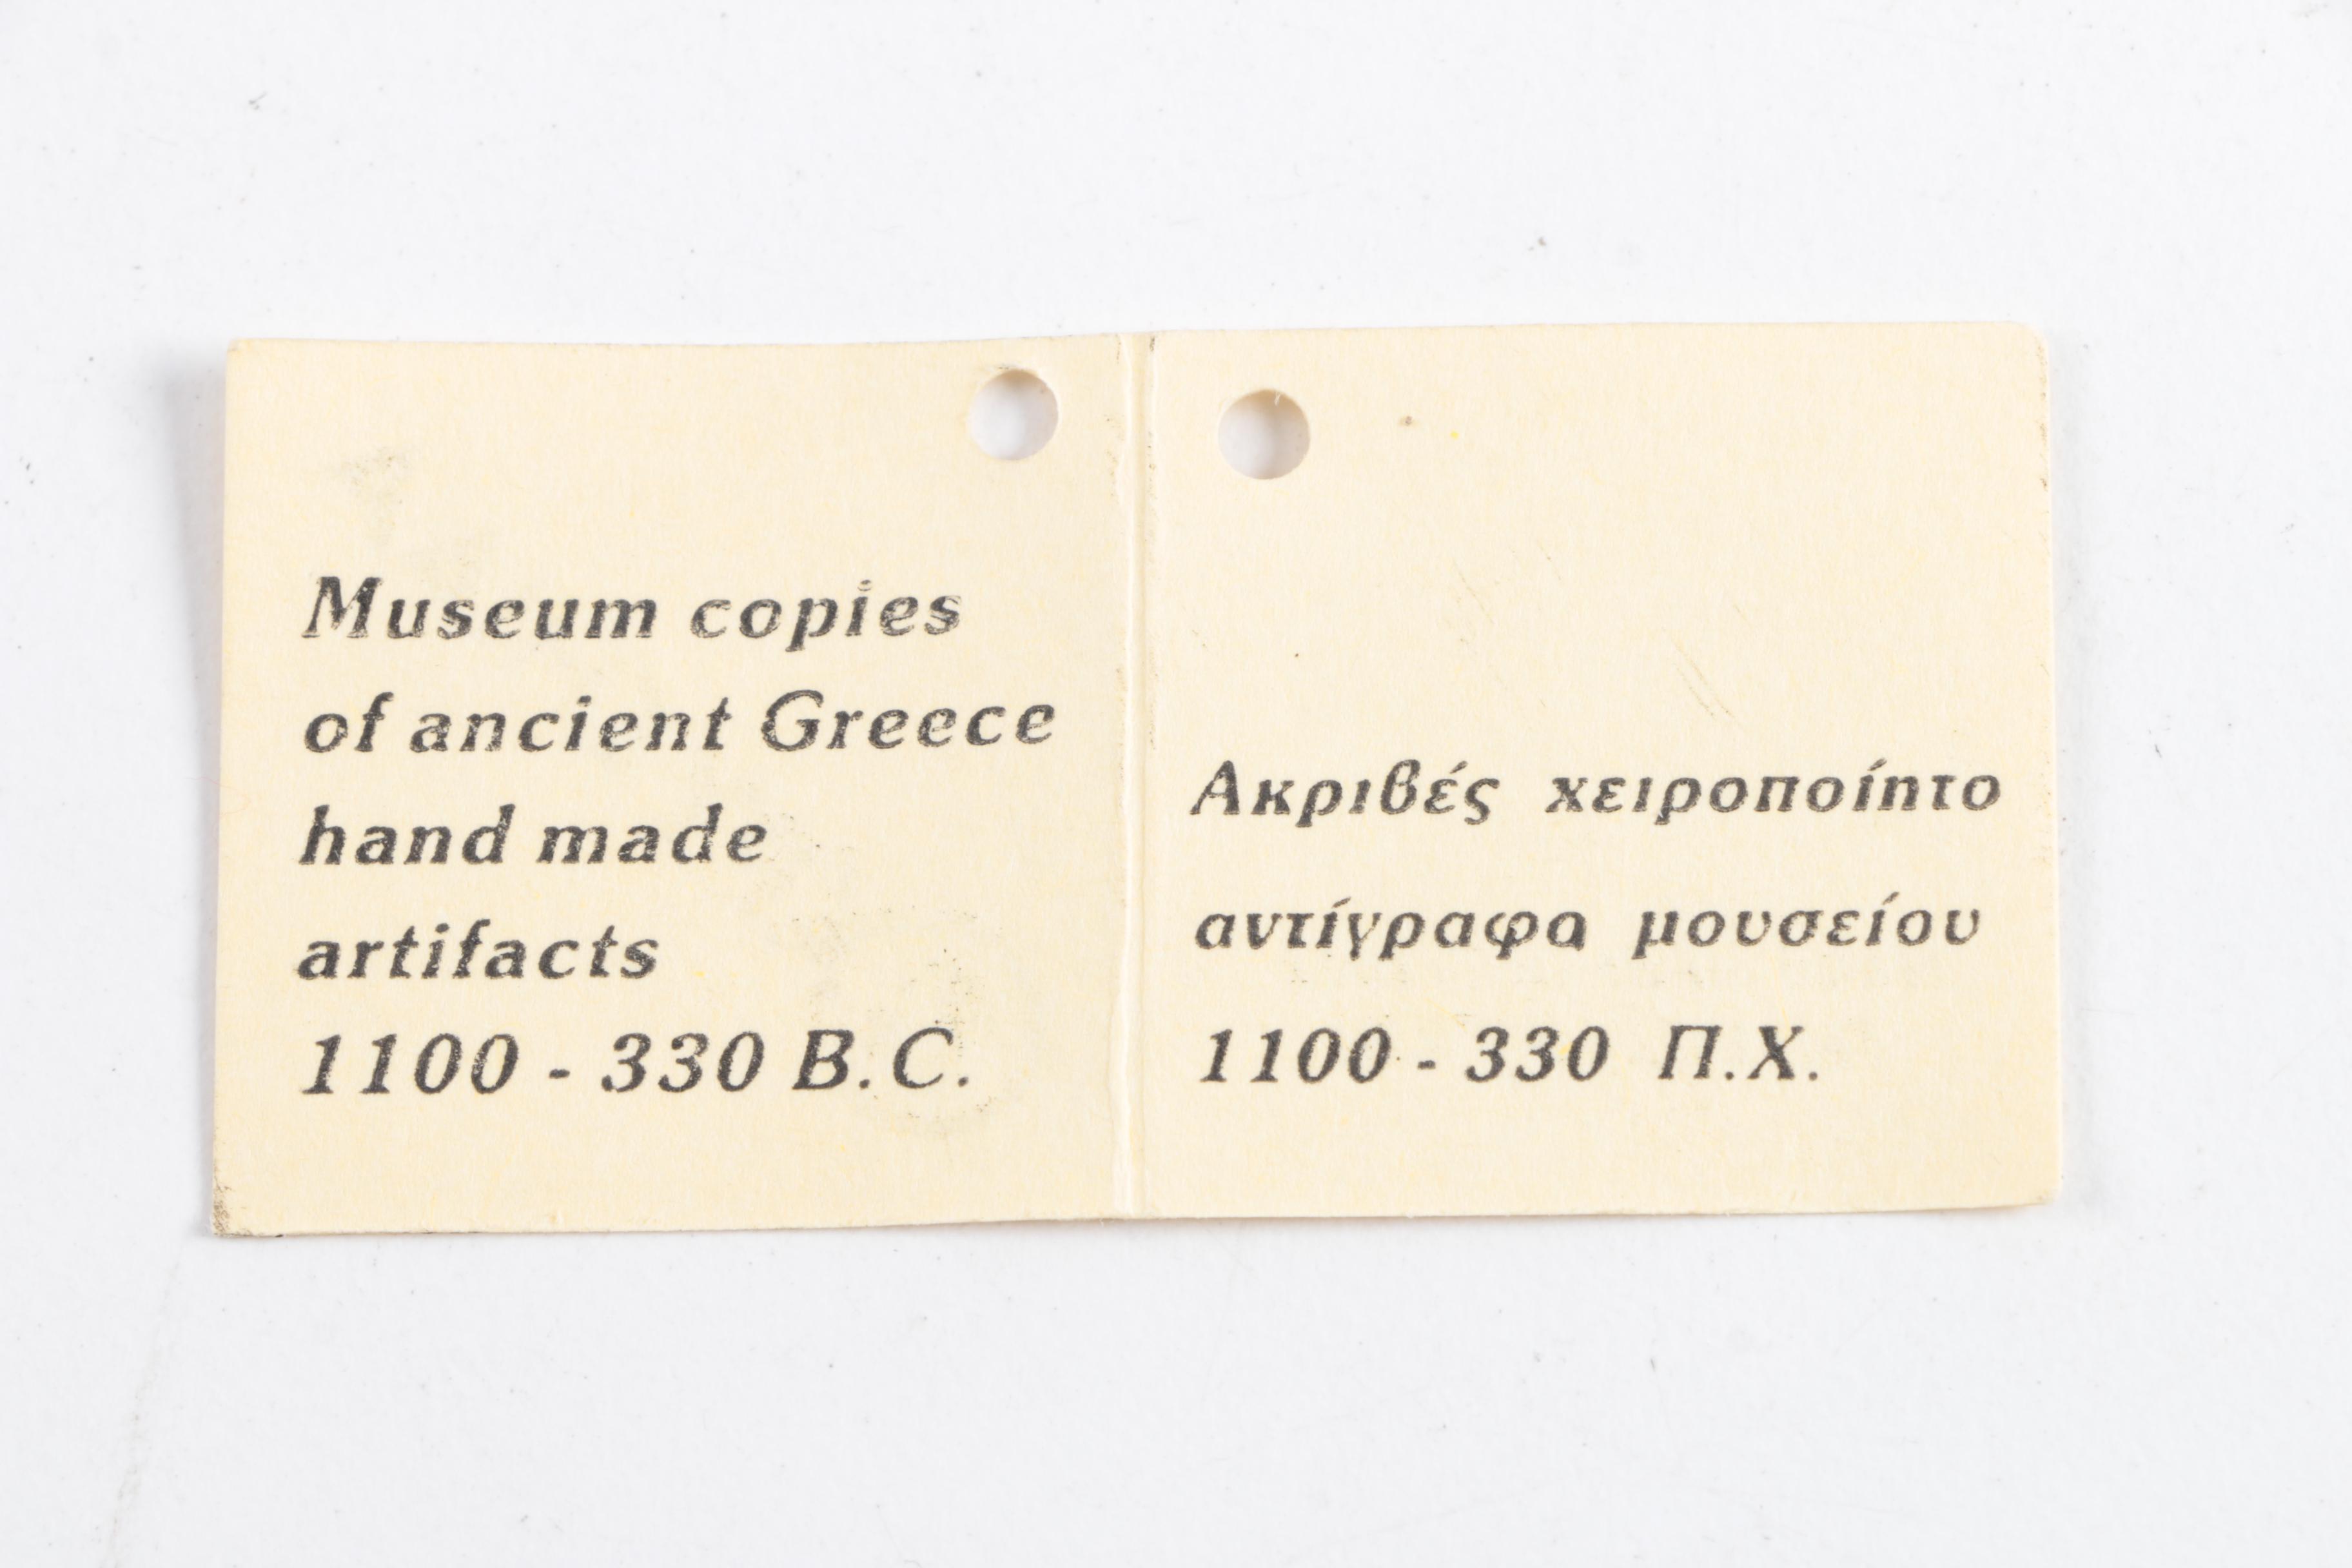 Museum copies
of ancient Greece
hand made
artifacts
1100 - 330 B.C.
Ακριβές χειροποίητο
αντίγραφα μουσείου
1100 - 330 Π.Χ.